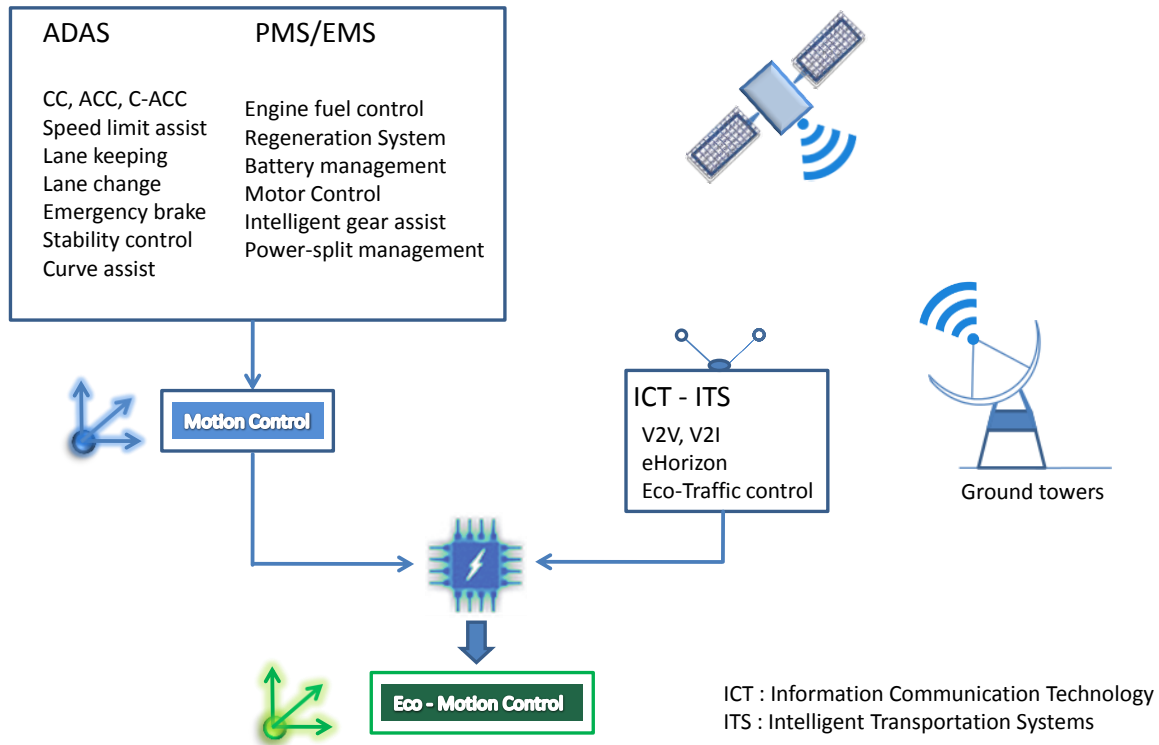 ADAS
CC, ACC, C-ACC
Speed limit assist
Lane keeping
Lane change
Emergency brake
Stability control
Curve assist
PMS/EMS
Engine fuel control
Regeneration System
Battery management
Motor Control
Intelligent gear assist
Power-split management
Motion Control
ICT - ITS
V2V, V2I
eHorizon
Eco-Traffic control
Ground towers
Eco - Motion Control
ICT : Information Communication Technology
ITS : Intelligent Transportation Systems